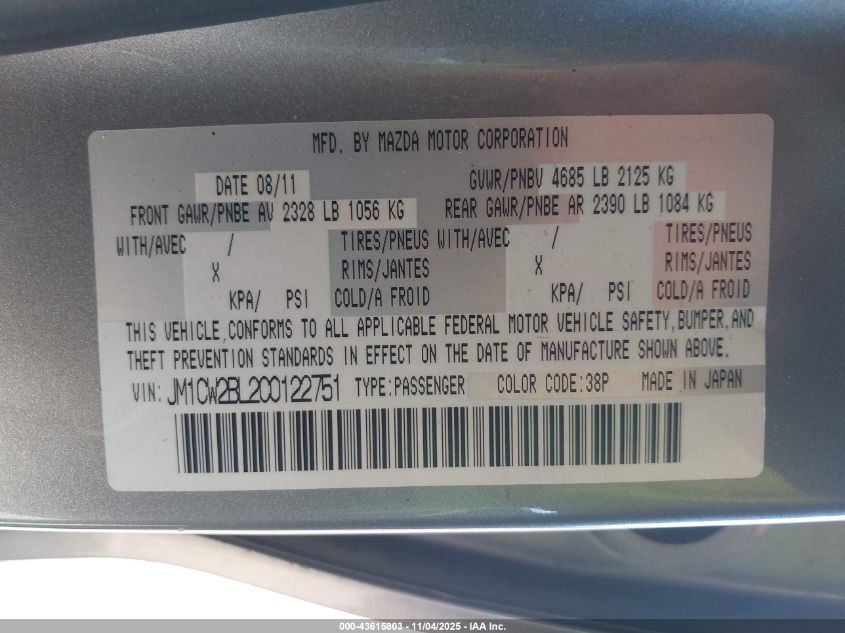 MFD. BY MAZDA MOTOR CORPORATION
DATE 08/11 GVWR/PNBV 4685 LB 2125 KG
FRONT GAWR/PNBE AV 2328 LB 1056 KG REAR GAWR/PNBE AR 2390 LB 1084 KG
WITH/AVEC / TIRES/PNEUS WITH/AVEC / TIRES/PNEUS
X RIMS/JANTES X RIMS/JANTES
KPA/ PSI COLD/A FROID KPA/ PSI COLD/A FROID
THIS VEHICLE CONFORMS TO ALL APPLICABLE FEDERAL MOTOR VEHICLE SAFETY, BUMPER, AND
THEFT PREVENTION STANDARDS IN EFFECT ON THE DATE OF MANUFACTURE SHOWN ABOVE.
VIN: JM1CW2BL2C0122751 TYPE:PASSENGER COLOR CODE:38P MADE IN JAPAN
000-43615803 - 11/04/2025 - IAA Inc.